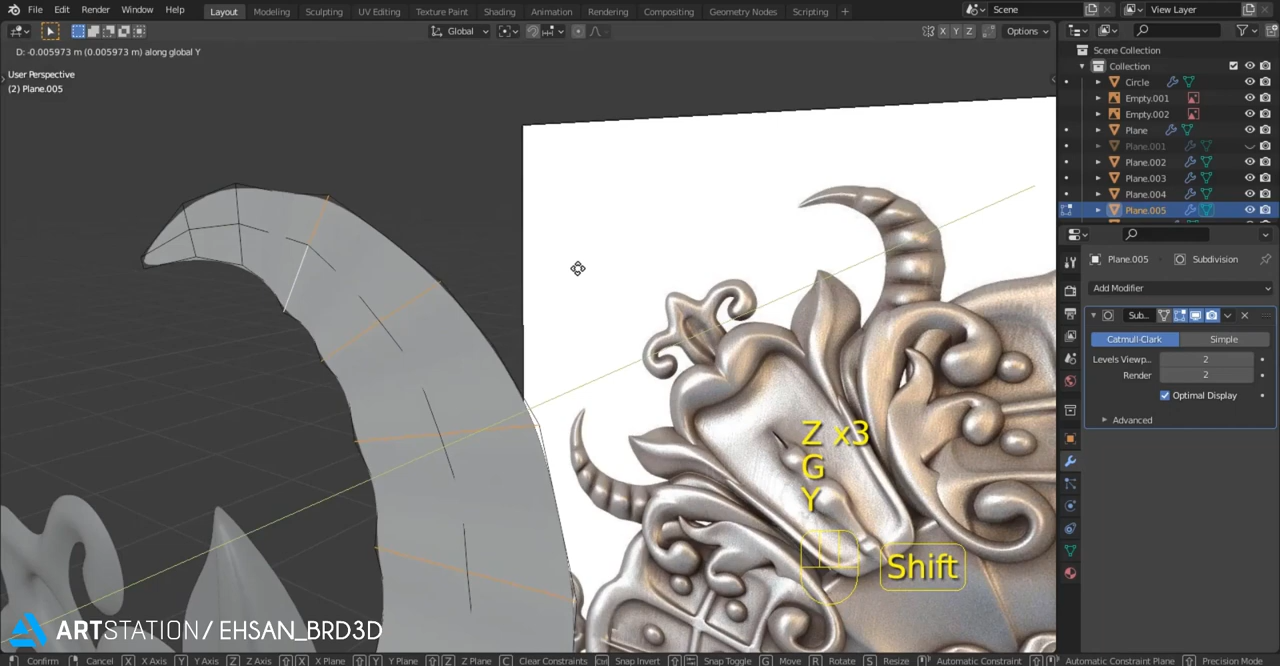 File Edit Render Window Help Layout Modeling Sculpting UV Editing Texture Paint Shading Animation Rendering Compositing Geometry Nodes Scripting + Scene View Layer
Global X Y Z Options
D: -0.005973 m (0.005973 m) along global Y
User Perspective
(2) Plane.005
Scene Collection
Collection
Circle
Empty.001
Empty.002
Plane
Plane.001
Plane.002
Plane.003
Plane.004
Plane.005
Plane.005 Subdivision
Add Modifier
Sub..
Catmull-Clark Simple
Levels Viewp.. 2
Render 2
Optimal Display
Advanced
Z x3
G
Y
Shift
ARTSTATION/EHSAN_BRD3D
Confirm Cancel X X Axis Y Y Axis Z Z Axis X X Plane Y Y Plane Z Z Plane C Clear Constraints Ctrl Snap Invert Snap Toggle G Move R Rotate S Resize Automatic Constraint Automatic Constraint Plane Precision Mode